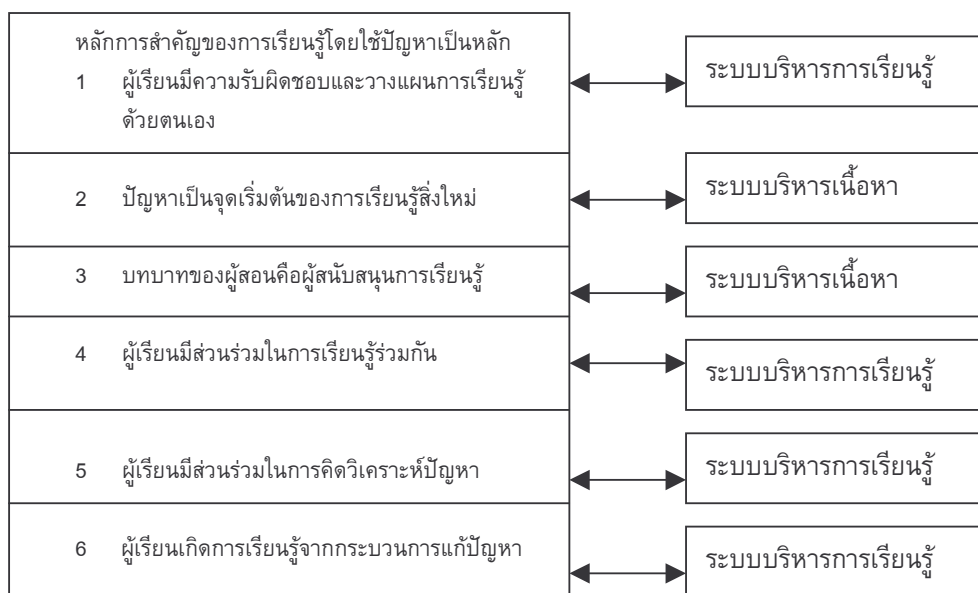 หลักการสำคัญของการเรียนรู้โดยใช้ปัญหาเป็นหลัก
1 ผู้เรียนมีความรับผิดชอบและวางแผนการเรียนรู้
ด้วยตนเอง
ระบบบริหารการเรียนรู้
2 ปัญหาเป็นจุดเริ่มต้นของการเรียนรู้สิ่งใหม่
ระบบบริหารเนื้อหา
3 บทบาทของผู้สอนคือผู้สนับสนุนการเรียนรู้
ระบบบริหารเนื้อหา
4 ผู้เรียนมีส่วนร่วมในการเรียนรู้ร่วมกัน
ระบบบริหารการเรียนรู้
5 ผู้เรียนมีส่วนร่วมในการคิดวิเคราะห์ปัญหา
ระบบบริหารการเรียนรู้
6 ผู้เรียนเกิดการเรียนรู้จากกระบวนการแก้ปัญหา
ระบบบริหารการเรียนรู้